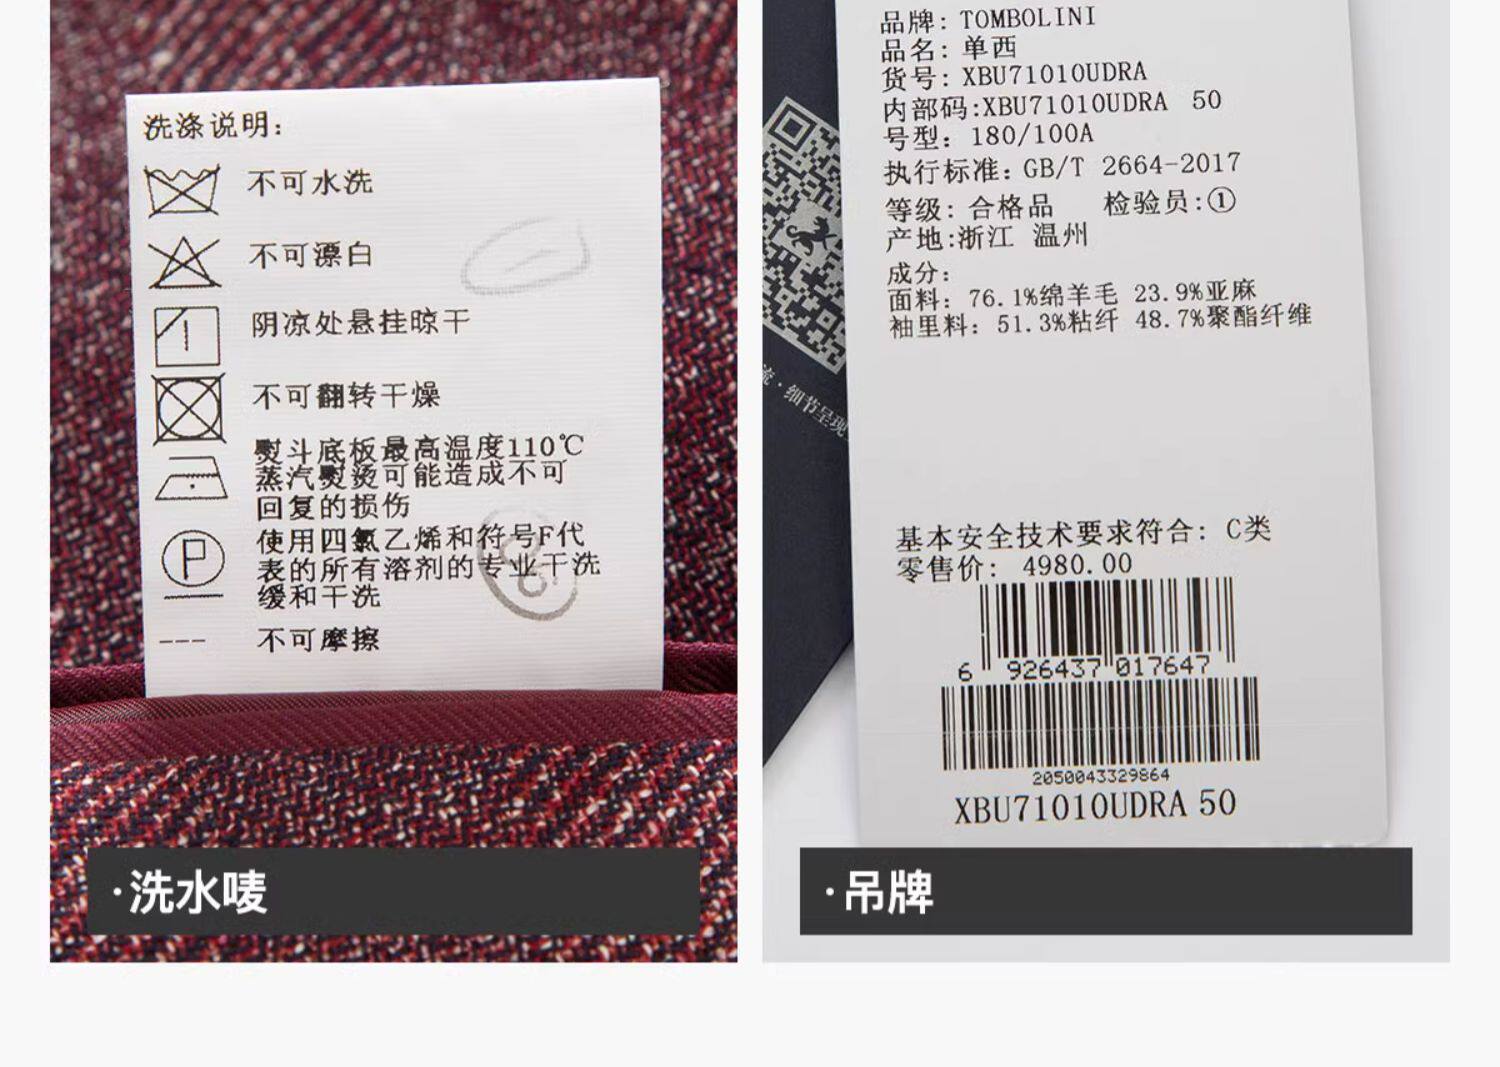 洗涤说明:
不可水洗
不可漂白
阴凉处悬挂晾干
不可翻转干燥
熨斗底板最高温度110℃
蒸汽熨烫可能造成不可
回复的损伤
使用四氯乙烯和符号F代
表的所有溶剂的专业干洗
缓和干洗
不可摩擦
P
·洗水唛
品牌: TOMBOLINI
品名: 单西
货号: XBU71010UDRA
内部码:XBU71010UDRA 50
号型: 180/100A
执行标准: GB/T 2664-2017
等级: 合格品 检验员:①
产地:浙江 温州
成分:
面料: 76.1%绵羊毛 23.9%亚麻
袖里料: 51.3%粘纤 48.7%聚酯纤维
基本安全技术要求符合: C类
零售价: 4980.00
6 926437 017647
2050043329864
XBU71010UDRA 50
·细节呈现
·吊牌